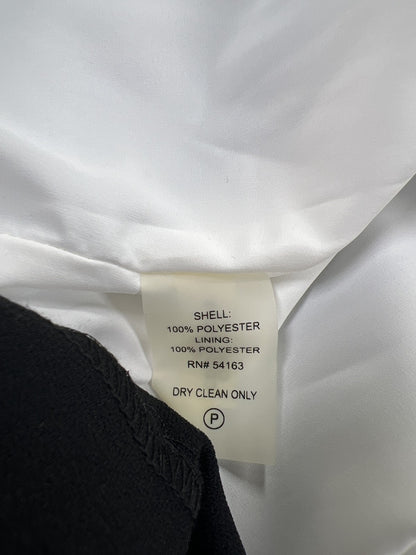 SHELL:
100% POLYESTER
LINING:
100% POLYESTER
RN# 54163
DRY CLEAN ONLY
P